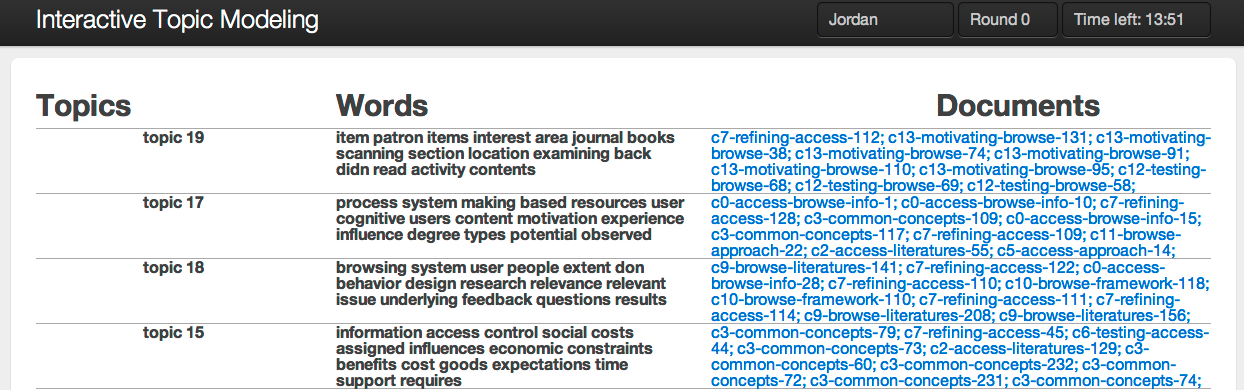 Interactive Topic Modeling
Jordan
Round 0
Time left: 13:51
Topics
Words
Documents
topic 19
item patron items interest area journal books
scanning section location examining back
didn read activity contents
c7-refining-access-112; c13-motivating-browse-131; c13-motivating-
browse-38; c13-motivating-browse-74; c13-motivating-browse-91;
c13-motivating-browse-110; c13-motivating-browse-95; c12-testing-
browse-68; c12-testing-browse-69; c12-testing-browse-58;
topic 17
process system making based resources user
cognitive users content motivation experience
influence degree types potential observed
c0-access-browse-info-1; c0-access-browse-info-10; c7-refining-
access-128; c3-common-concepts-109; c0-access-browse-info-15;
c3-common-concepts-117; c7-refining-access-109; c11-browse-
approach-22; c2-access-literatures-55; c5-access-approach-14;
topic 18
browsing system user people extent don
behavior design research relevance relevant
issue underlying feedback questions results
c9-browse-literatures-141; c7-refining-access-122; c0-access-
browse-info-28; c7-refining-access-110; c10-browse-framework-118;
c10-browse-framework-110; c7-refining-access-111; c7-refining-
access-114; c9-browse-literatures-208; c9-browse-literatures-156;
topic 15
information access control social costs
assigned influences economic constraints
benefits cost goods expectations time
support requires
c3-common-concepts-79; c7-refining-access-45; c6-testing-access-
44; c3-common-concepts-73; c2-access-literatures-129; c3-
common-concepts-60; c3-common-concepts-232; c3-common-
concepts-72; c3-common-concepts-231; c3-common-concepts-74;